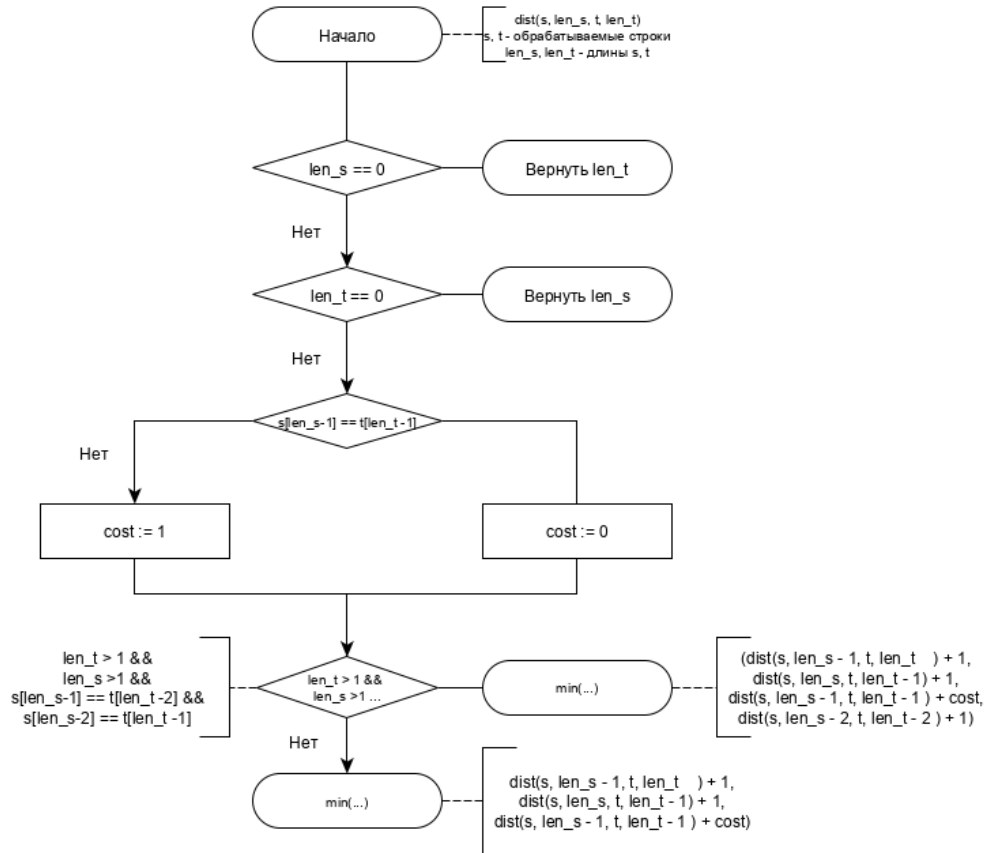 Начало
dist(s, len_s, t, len_t)
s, t - обрабатываемые строки
len_s, len_t - длины s, t
len_s == 0
Вернуть len_t
Нет
len_t == 0
Вернуть len_s
Нет
s[len_s-1] == t[len_t -1]
Нет
cost := 1
cost := 0
len_t > 1 &&
len_s >1 &&
s[len_s-1] == t[len_t -2] &&
s[len_s-2] == t[len_t -1]
len_t > 1 &&
len_s >1 ...
min(...)
(dist(s, len_s - 1, t, len_t    ) + 1,
dist(s, len_s, t, len_t - 1) + 1,
dist(s, len_s - 1, t, len_t - 1 ) + cost,
dist(s, len_s - 2, t, len_t - 2 ) + 1)
Нет
min(...)
dist(s, len_s - 1, t, len_t    ) + 1,
dist(s, len_s, t, len_t - 1) + 1,
dist(s, len_s - 1, t, len_t - 1 ) + cost)